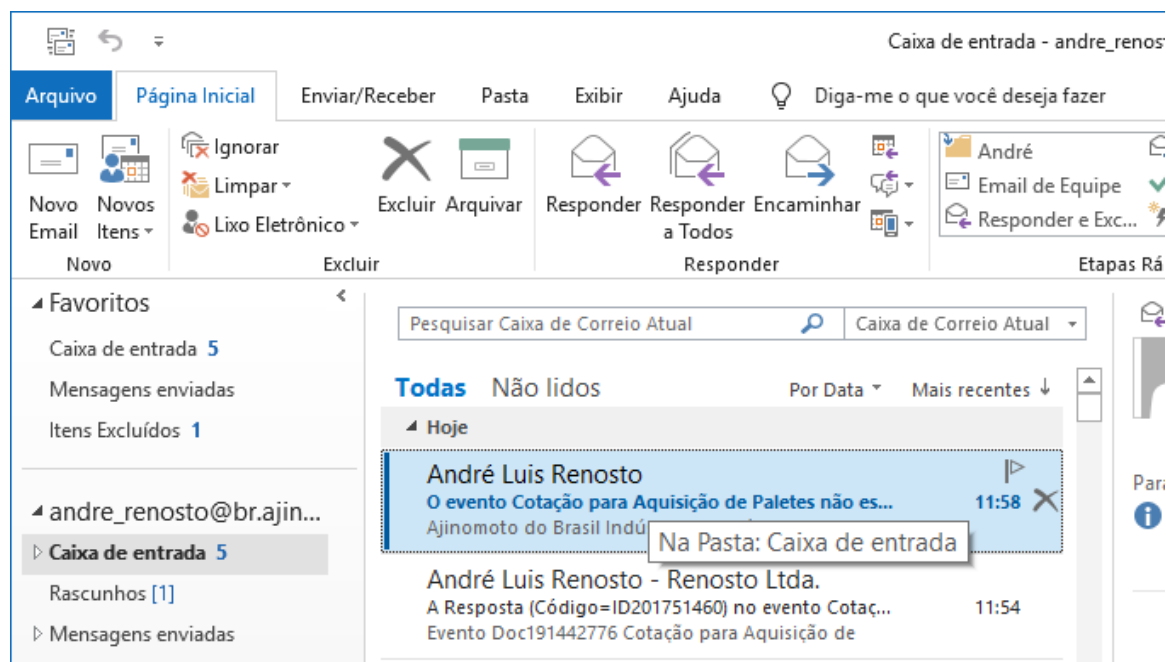 Caixa de entrada - andre_renost
Arquivo Página Inicial Enviar/Receber Pasta Exibir Ajuda Diga-me o que você deseja fazer
Novo Email
Novos Itens
Ignorar
Limpar
Lixo Eletrônico
Excluir
Arquivar
Responder
Responder a Todos
Encaminhar
André
Email de Equipe
Responder e Exc...
Novo Excluir Responder Etapas Rá
Favoritos
Caixa de entrada 5
Mensagens enviadas
Itens Excluídos 1
andre_renosto@br.ajin...
Caixa de entrada 5
Rascunhos [1]
Mensagens enviadas
Pesquisar Caixa de Correio Atual Caixa de Correio Atual
Todas Não lidos Por Data Mais recentes
Hoje
André Luis Renosto
O evento Cotação para Aquisição de Paletes não es... 11:58
Ajinomoto do Brasil Indú
Na Pasta: Caixa de entrada
André Luis Renosto - Renosto Ltda.
A Resposta (Código=ID201751460) no evento Cotaç... 11:54
Evento Doc191442776 Cotação para Aquisição de
Para